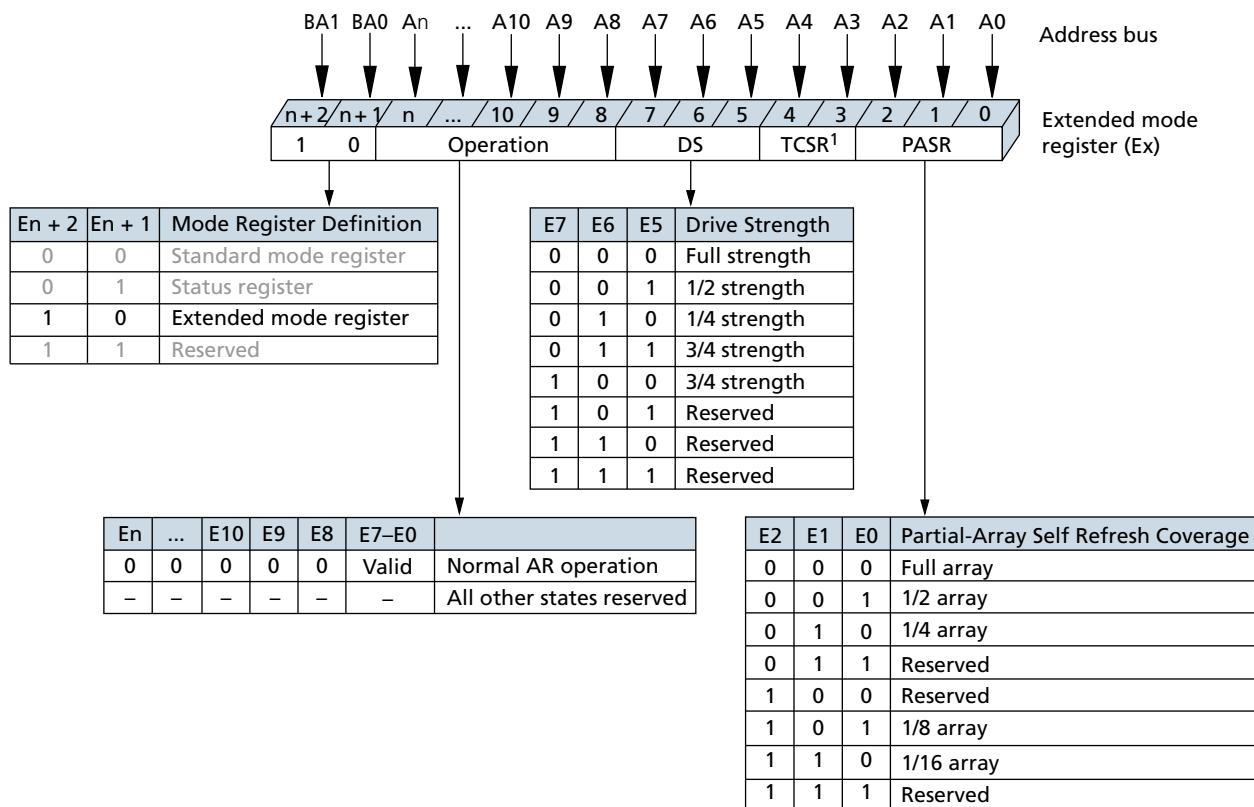 BA1 BA0 An ... A10 A9 A8 A7 A6 A5 A4 A3 A2 A1 A0
Address bus
n + 2 n + 1 n ... 10 9 8 7 6 5 4 3 2 1 0
Extended mode
register (Ex)
1 0 Operation DS TCSR¹ PASR
En + 2 En + 1 Mode Register Definition
0 0 Standard mode register
0 1 Status register
1 0 Extended mode register
1 1 Reserved
E7 E6 E5 Drive Strength
0 0 0 Full strength
0 0 1 1/2 strength
0 1 0 1/4 strength
0 1 1 3/4 strength
1 0 0 3/4 strength
1 0 1 Reserved
1 1 0 Reserved
1 1 1 Reserved
En ... E10 E9 E8 E7–E0
0 0 0 0 0 Valid Normal AR operation
– – – – – – All other states reserved
E2 E1 E0 Partial-Array Self Refresh Coverage
0 0 0 Full array
0 0 1 1/2 array
0 1 0 1/4 array
0 1 1 Reserved
1 0 0 Reserved
1 0 1 1/8 array
1 1 0 1/16 array
1 1 1 Reserved